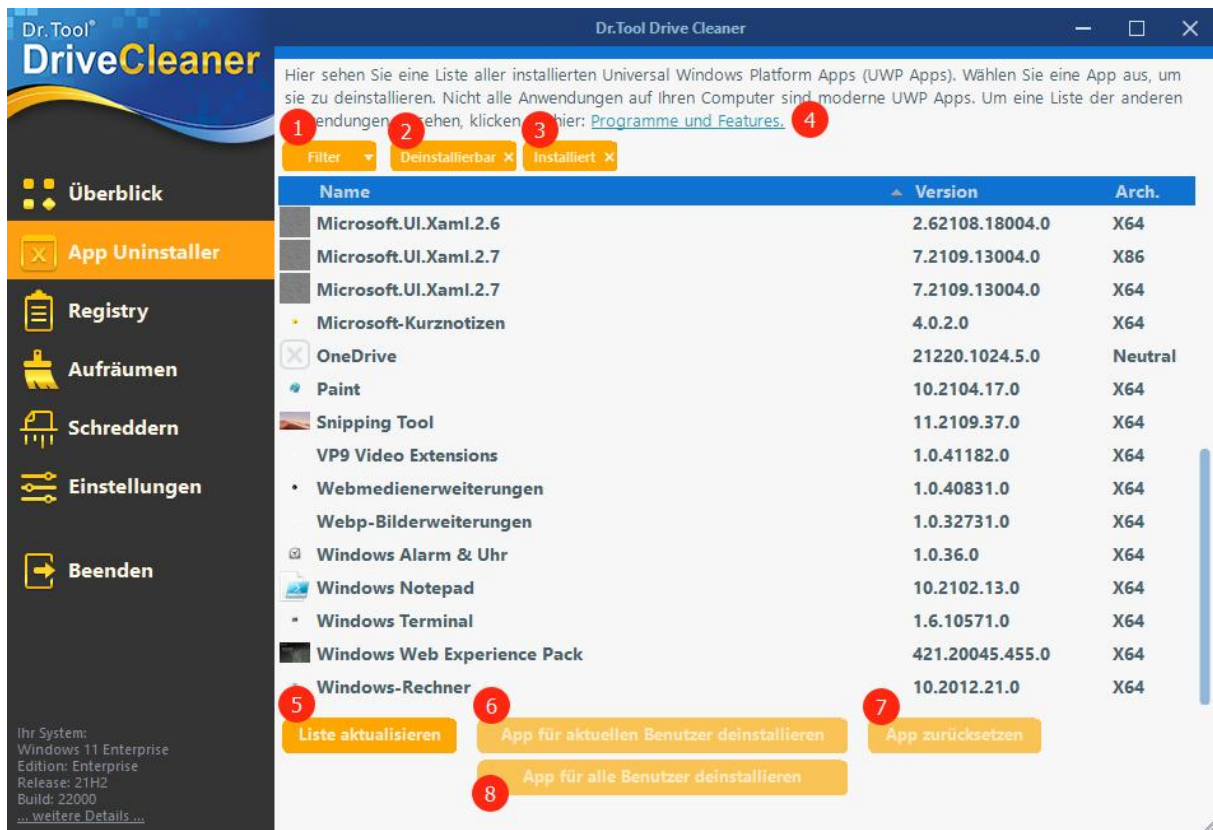 Dr.Tool®
DriveCleaner
Dr.Tool Drive Cleaner
Hier sehen Sie eine Liste aller installierten Universal Windows Platform Apps (UWP Apps). Wählen Sie eine App aus, um
sie zu deinstallieren. Nicht alle Anwendungen auf Ihren Computer sind moderne UWP Apps. Um eine Liste der anderen
sehen, klicken hier: Programme und Features. 4
1 2 3
Filter Deinstallierbar × Installiert ×
Überblick
App Uninstaller
Registry
Aufräumen
Schreddern
Einstellungen
Beenden
Name Version Arch.
Microsoft.UI.Xaml.2.6 2.62108.18004.0 X64
Microsoft.UI.Xaml.2.7 7.2109.13004.0 X86
Microsoft.UI.Xaml.2.7 7.2109.13004.0 X64
Microsoft-Kurznotizen 4.0.2.0 X64
OneDrive 21220.1024.5.0 Neutral
Paint 10.2104.17.0 X64
Snipping Tool 11.2109.37.0 X64
VP9 Video Extensions 1.0.41182.0 X64
Webmedienerweiterungen 1.0.40831.0 X64
Webp-Bilderweiterungen 1.0.32731.0 X64
Windows Alarm & Uhr 1.0.36.0 X64
Windows Notepad 10.2102.13.0 X64
Windows Terminal 1.6.10571.0 X64
Windows Web Experience Pack 421.20045.455.0 X64
Windows-Rechner 10.2012.21.0 X64
5 6 7
Liste aktualisieren App für aktuellen Benutzer deinstallieren App zurücksetzen
App für alle Benutzer deinstallieren
8
Ihr System:
Windows 11 Enterprise
Edition: Enterprise
Release: 21H2
Build: 22000
... weitere Details ...